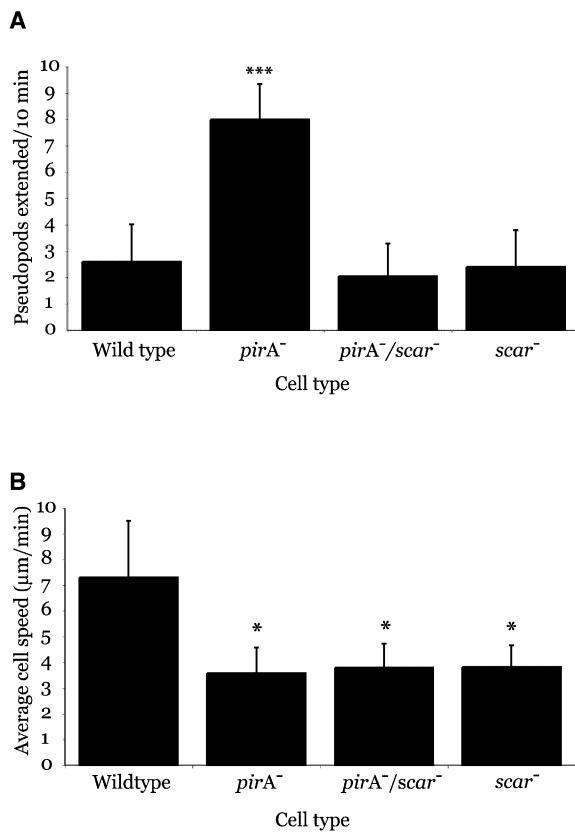 A
Pseudopods extended/10 min
10
9
8
7
6
5
4
3
2
1
0
***
Wild type pirA⁻ pirA⁻/scar⁻ scar⁻
Cell type
B
Average cell speed (µm/min)
10
9
8
7
6
5
4
3
2
1
0
* * *
Wildtype pirA⁻ pirA⁻/scar⁻ scar⁻
Cell type